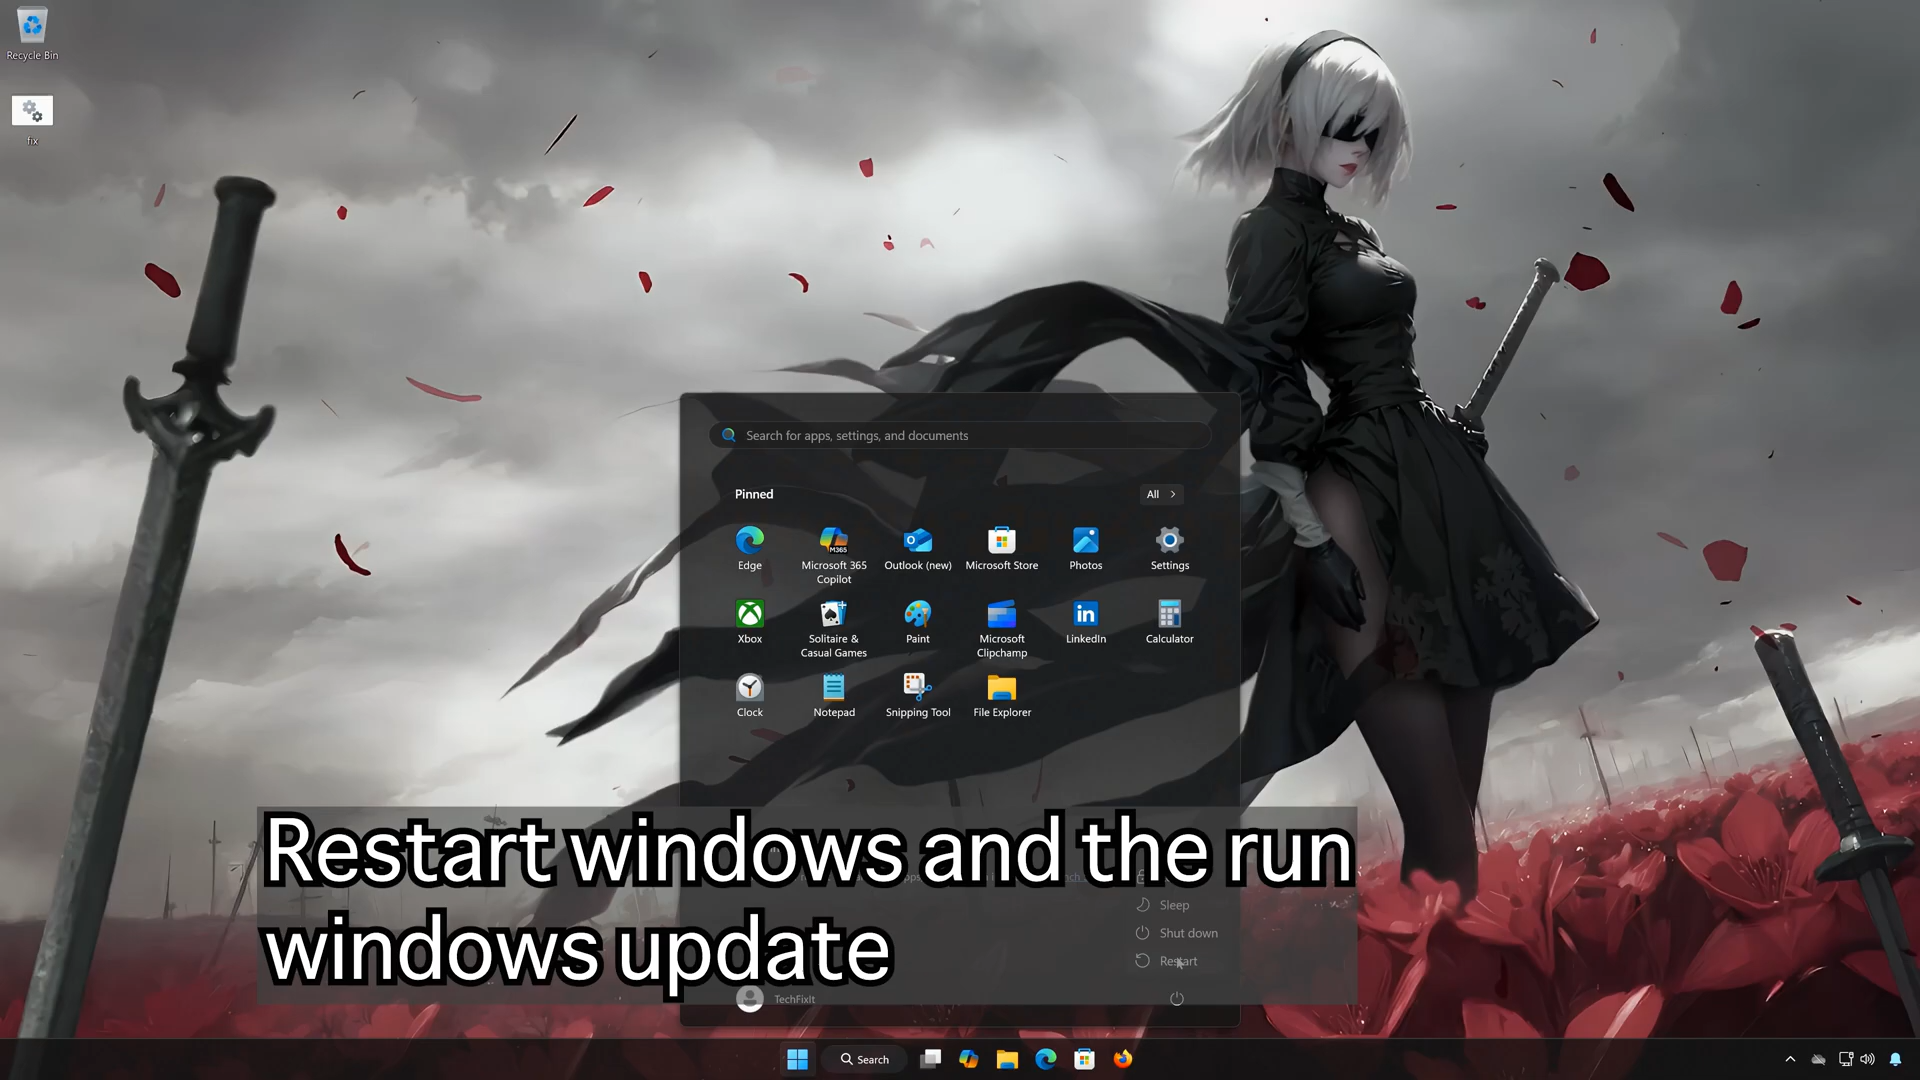 Recycle Bin
fix
Search for apps, settings, and documents
Pinned
All
Edge
Microsoft 365 Copilot
M365
Outlook (new)
Microsoft Store
Photos
Settings
Xbox
Solitaire & Casual Games
Paint
Microsoft Clipchamp
in
LinkedIn
Calculator
Clock
Notepad
Snipping Tool
File Explorer
Restart windows and the run
windows update
Sleep
Shut down
Restart
TechFixIt
Search